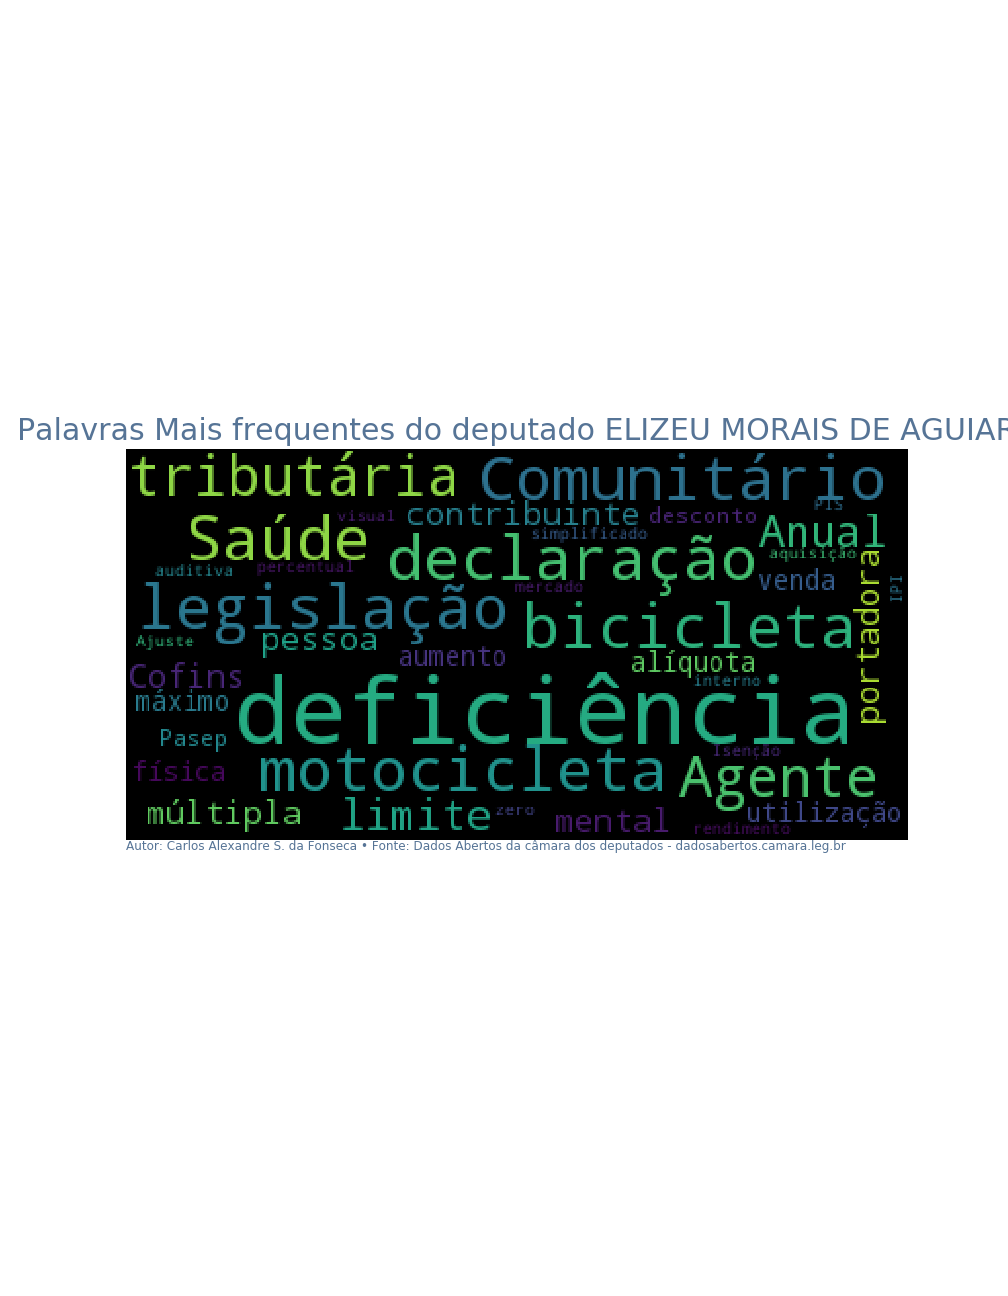 Palavras Mais frequentes do deputado ELIZEU MORAIS DE AGUIAR
tributária
Comunitário
PIS
visual
contribuinte
desconto
Saúde
simplificado
Anual
declaração
aquisição
auditiva
percentual
venda
IPI
mercado
legislação
portadora
bicicleta
Ajuste
pessoa
aumento
alíquota
Cofins
interno
máximo
deficiência
Pasep
Isenção
física
motocicleta
Agente
múltipla
limite
zero
mental
utilização
rendimento
Autor: Carlos Alexandre S. da Fonseca • Fonte: Dados Abertos da câmara dos deputados - dadosabertos.camara.leg.br